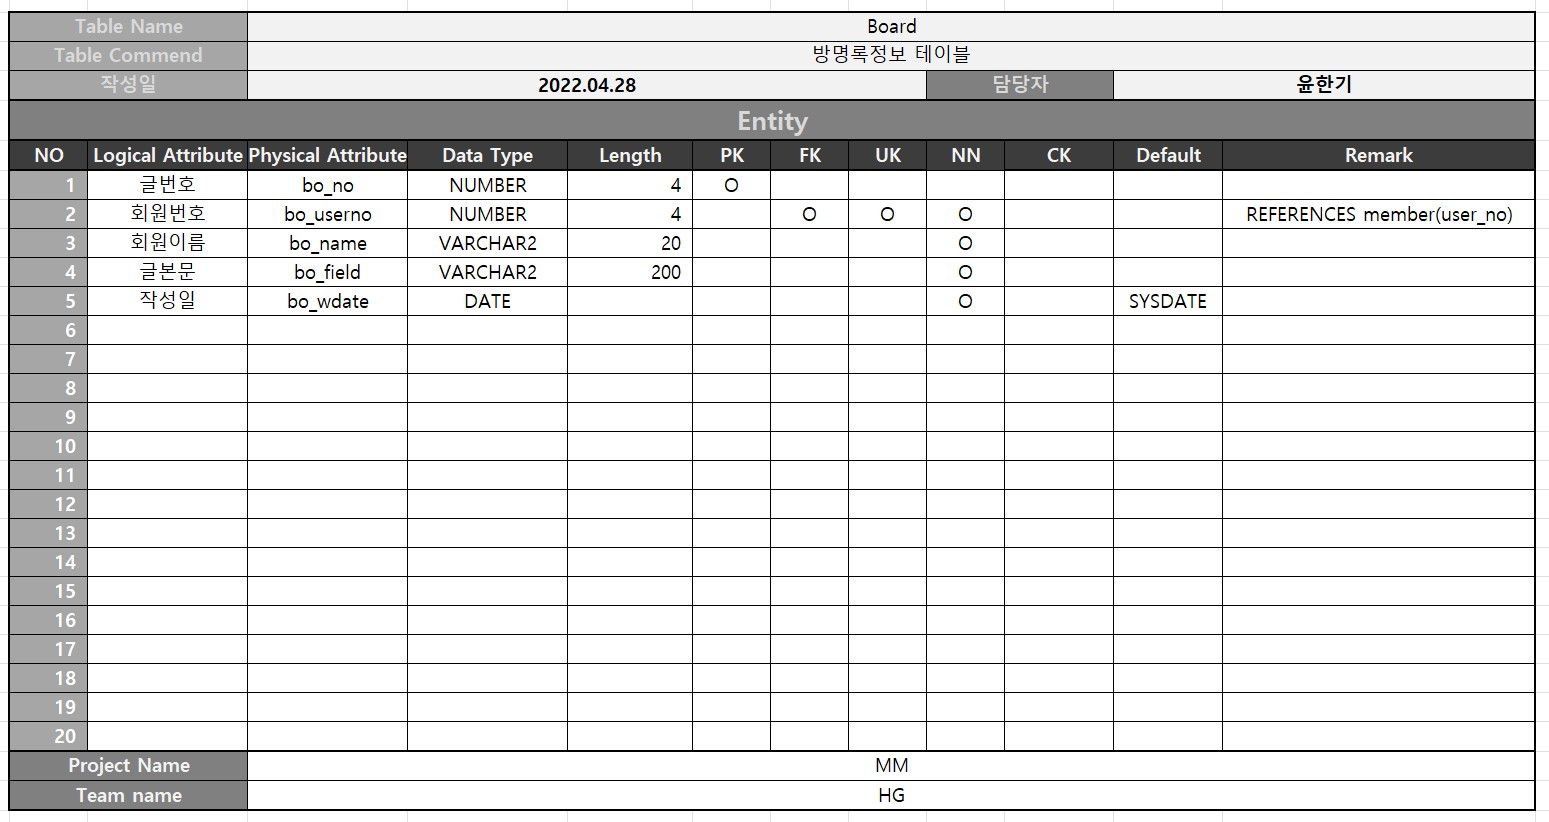 Table Name Board
Table Commend 방명록정보 테이블
작성일 2022.04.28 담당자 윤한기
Entity
NO Logical Attribute Physical Attribute Data Type Length PK FK UK NN CK Default Remark
1 글번호 bo_no NUMBER 4 O
2 회원번호 bo_userno NUMBER 4 O O O REFERENCES member(user_no)
3 회원이름 bo_name VARCHAR2 20 O
4 글본문 bo_field VARCHAR2 200 O
5 작성일 bo_wdate DATE O SYSDATE
6
7
8
9
10
11
12
13
14
15
16
17
18
19
20
Project Name MM
Team name HG